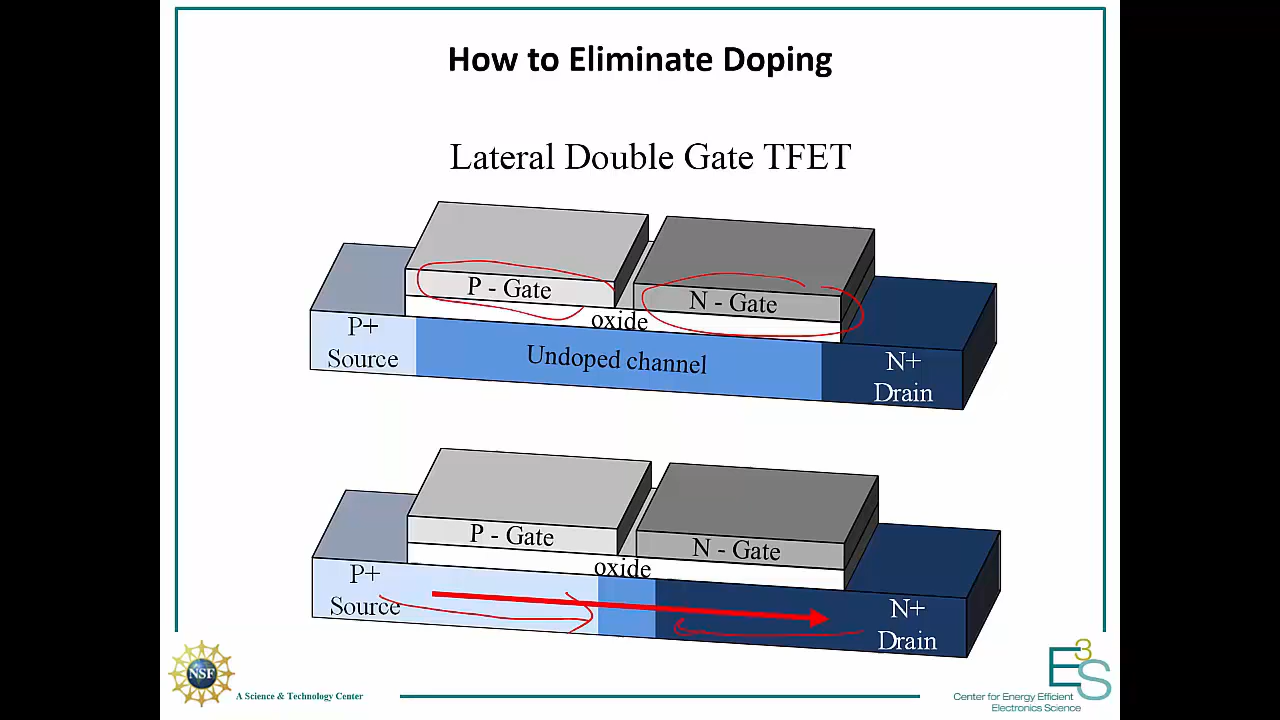 How to Eliminate Doping
Lateral Double Gate TFET
P - Gate
N - Gate
oxide
P+
Source
Undoped channel
N+
Drain
P - Gate
N - Gate
oxide
P+
Source
N+
Drain
NSF
A Science & Technology Center
E3S
Center for Energy Efficient
Electronics Science